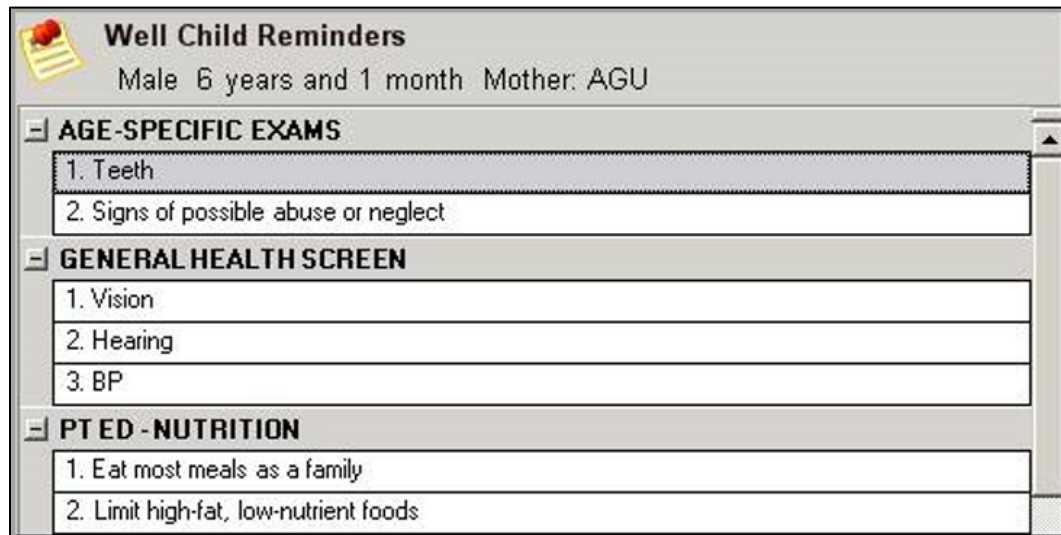 Well Child Reminders
Male 6 years and 1 month Mother: AGU
AGE-SPECIFIC EXAMS
1. Teeth
2. Signs of possible abuse or neglect
GENERAL HEALTH SCREEN
1. Vision
2. Hearing
3. BP
PT ED - NUTRITION
1. Eat most meals as a family
2. Limit high-fat, low-nutrient foods